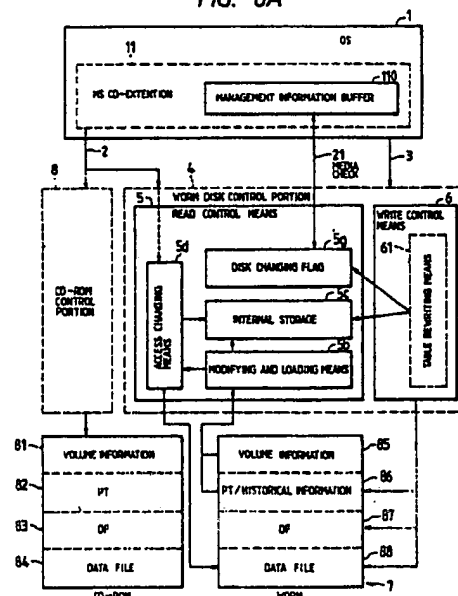 FIG. 8A
1
OS
11
MS CD-EXTENTION
110
MANAGEMENT INFORMATION BUFFER
2
21
MEDIA CHECK
3
8
4
WORM DISK CONTROL PORTION
5
READ CONTROL MEANS
6
WRITE CONTROL MEANS
5d
5a
DISK CHANGING FLAG
61
CD-ROM CONTROL PORTION
ACCESS CHANGING MEANS
5c
INTERNAL STORAGE
TABLE REWRITING MEANS
5b
MODIFYING AND LOADING MEANS
81
VOLUME INFORMATION
VOLUME INFORMATION
85
82
PT
PT/HISTORICAL INFORMATION
86
83
DF
DF
87
84
DATA FILE
DATA FILE
88
CD-ROM
WORM
7